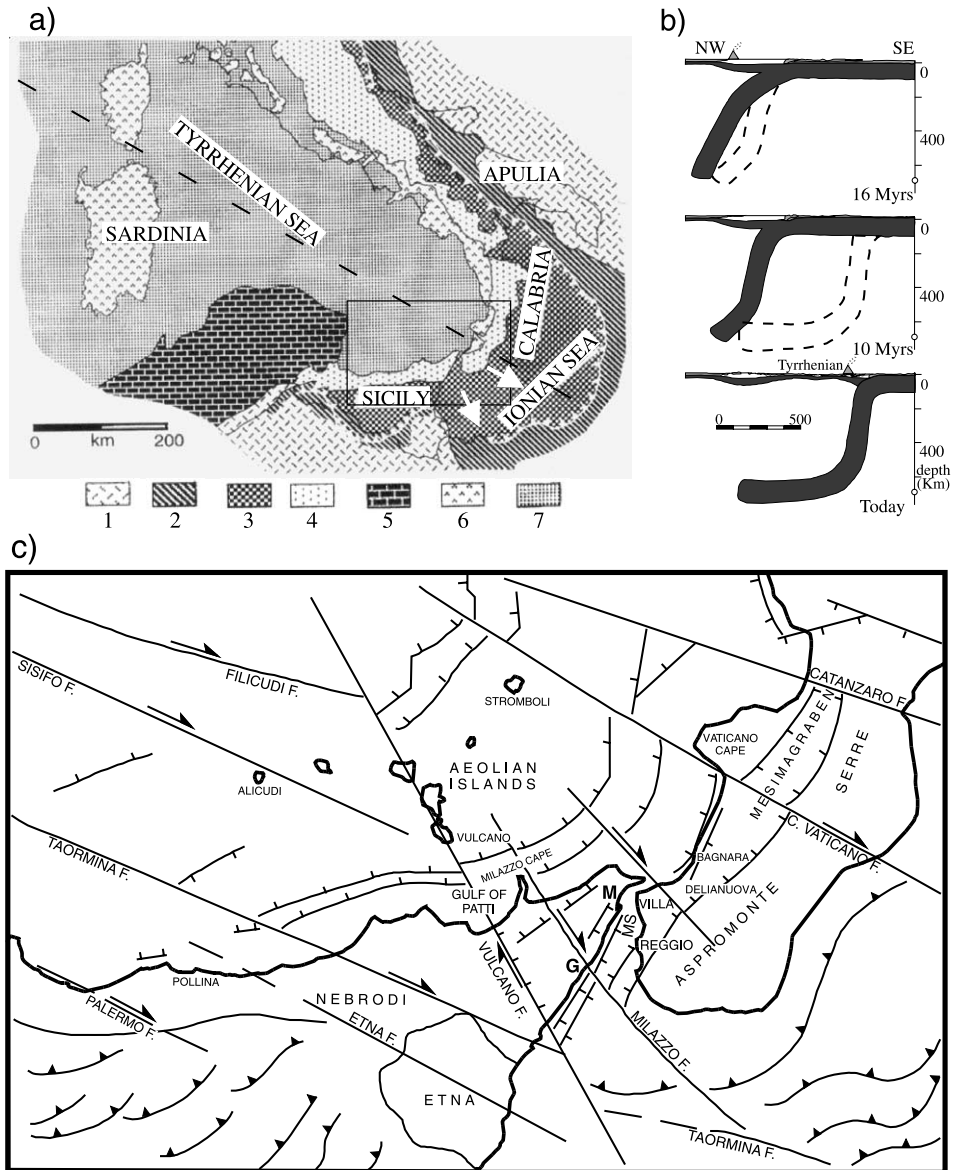 a)
TYRRHENIAN SEA
APULIA
SARDINIA
CALABRIA
IONIAN SEA
SICILY
0 200
km
1 2 3 4 5 6 7
b)
NW SE
0
400
16 Myrs
0
400
10 Myrs
Tyrrhenian
0
0 500
400
depth
(Km)
Today
c)
SISIFO F.
FILICUDI F.
STROMBOLI
CATANZARO F.
VATICANO
CAPE
MESIMAGRABEN
SERRE
ALICUDI
AEOLIAN
ISLANDS
VULCANO
MILAZZO CAPE
C. VATICANO F.
TAORMINA F.
GULF OF
PATTI
BAGNARA
DELIANUOVA
M
VILLA
MS
REGGIO
ASPROMONTE
G
VULCANO F.
POLLINA
PALERMO F.
NEBRODI
ETNA F.
MILAZZO F.
ETNA
TAORMINA F.